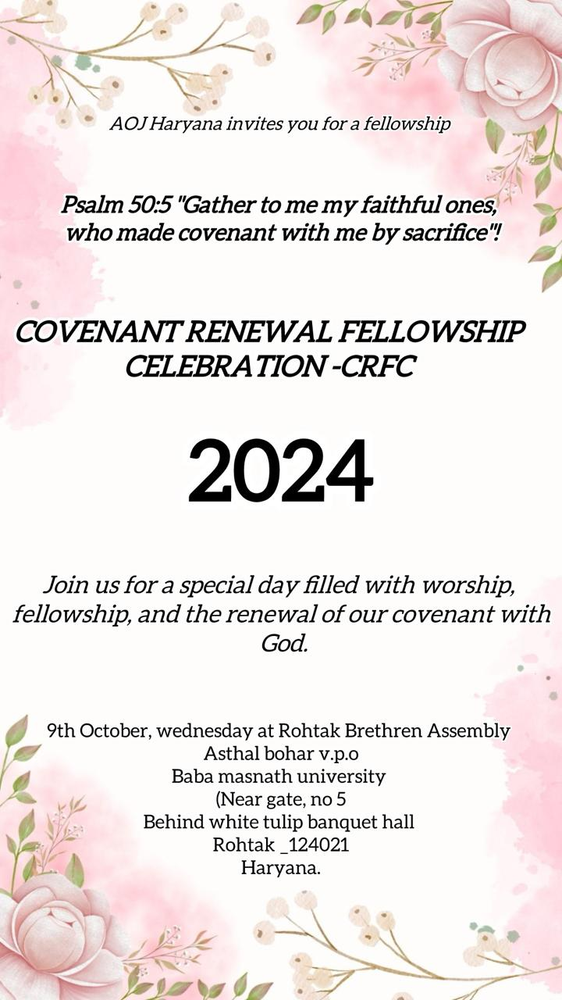 AOJ Haryana invites you for a fellowship
Psalm 50:5 "Gather to me my faithful ones,
who made covenant with me by sacrifice"!
COVENANT RENEWAL FELLOWSHIP
CELEBRATION -CRFC
2024
Join us for a special day filled with worship,
fellowship, and the renewal of our covenant with
God.
9th October, wednesday at Rohtak Brethren Assembly
Asthal bohar v.p.o
Baba masnath university
(Near gate, no 5
Behind white tulip banquet hall
Rohtak _124021
Haryana.